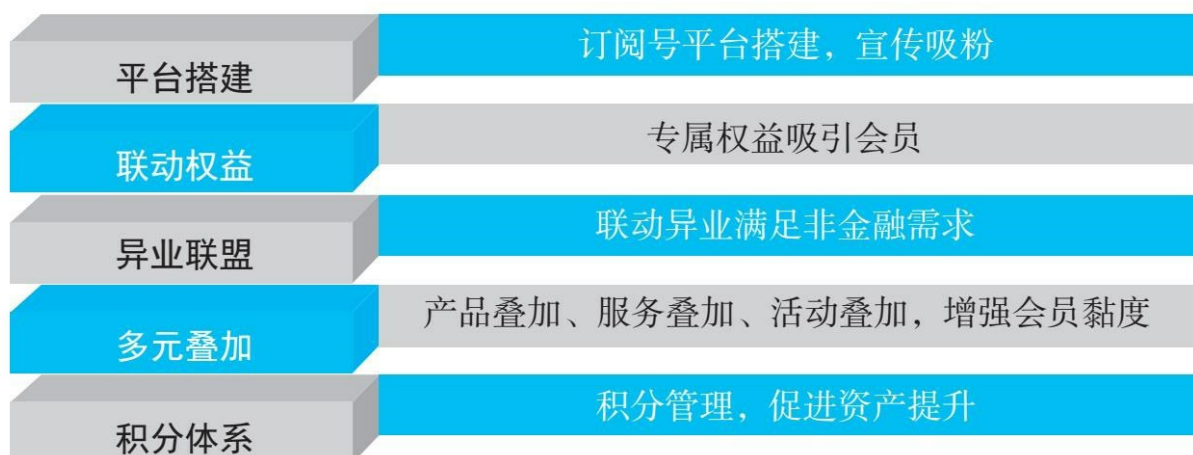 平台搭建
订阅号平台搭建，宣传吸粉
联动权益
专属权益吸引会员
异业联盟
联动异业满足非金融需求
多元叠加
产品叠加、服务叠加、活动叠加，增强会员黏度
积分体系
积分管理，促进资产提升